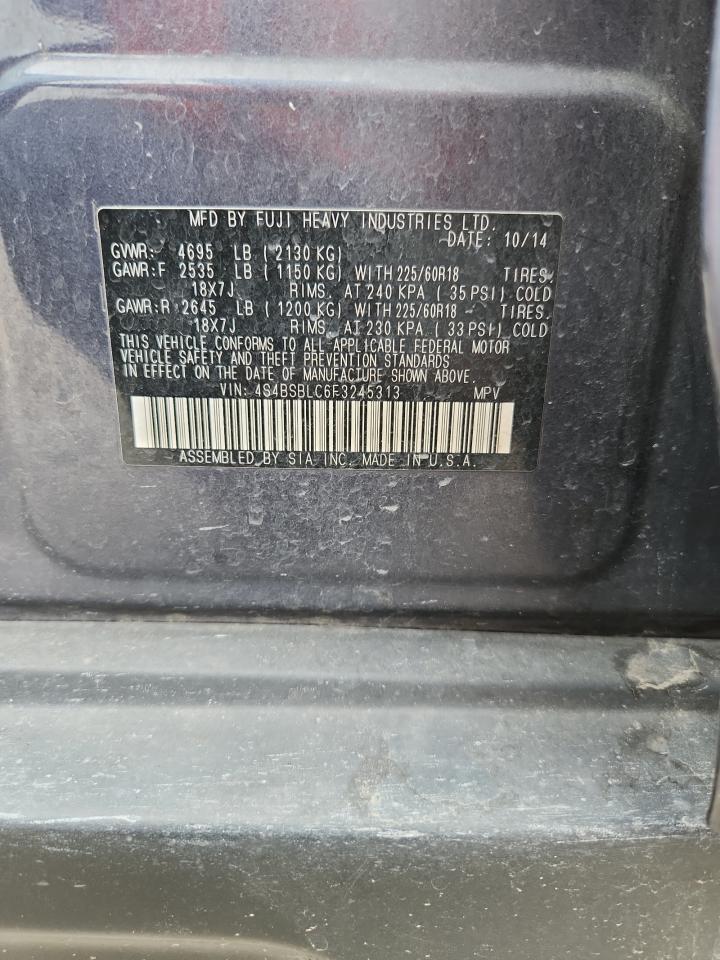 MFD BY FUJI HEAVY INDUSTRIES LTD.
DATE: 10/14
GVWR: 4695 LB (2130 KG)
GAWR:F 2535 LB (1150 KG) WITH 225/60R18 TIRES,
18X7J RIMS. AT 240 KPA (35 PSI) COLD
GAWR:R 2645 LB (1200 KG) WITH 225/60R18 TIRES,
18X7J RIMS. AT 230 KPA (33 PSI) COLD
THIS VEHICLE CONFORMS TO ALL APPLICABLE FEDERAL MOTOR
VEHICLE SAFETY AND THEFT PREVENTION STANDARDS
IN EFFECT ON THE DATE OF MANUFACTURE SHOWN ABOVE.
VIN: 4S4BSBLC6F3245313 MPV
ASSEMBLED BY SIA INC. MADE IN U.S.A.